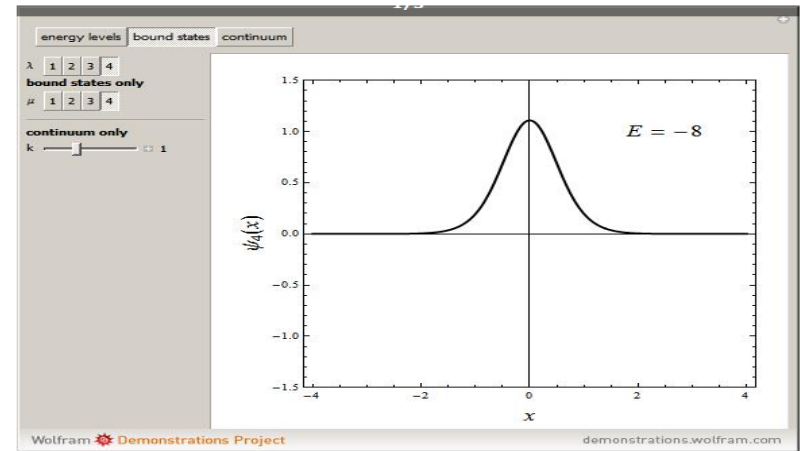 energy levels bound states continuum
λ 1 2 3 4
bound states only
μ 1 2 3 4
continuum only
k 1
1.5
1.0
0.5
0.0
−0.5
−1.0
−1.5
ψ4(x)
E = −8
−4 −2 0 2 4
x
Wolfram Demonstrations Project demonstrations.wolfram.com